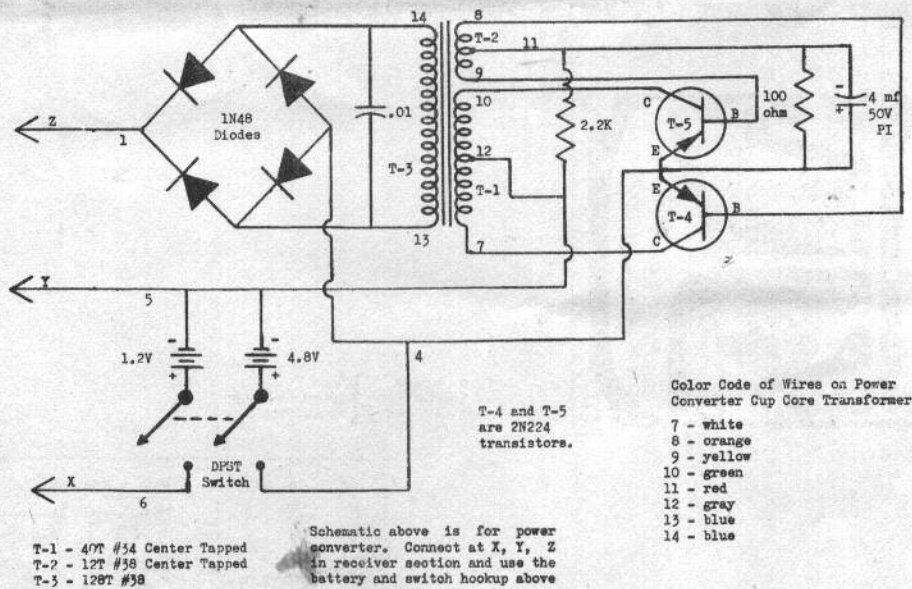 14
8
T-2
11
9
10
Z
1
1N48
Diodes
.01
T-3
12
T-1
2.2K
C
T-5
B
E
E
T-4
B
C
100
ohm
-
+
4 mf
50V
PI
13
7
Y
5
-
1.2V
+
-
4.8V
+
4
DPST
Switch
X
6
T-4 and T-5
are 2N224
transistors.
Color Code of Wires on Power
Converter Cup Core Transformer
7 - white
8 - orange
9 - yellow
10 - green
11 - red
12 - gray
13 - blue
14 - blue
T-1 - 40T #34 Center Tapped
T-2 - 12T #38 Center Tapped
T-3 - 128T #38
Schematic above is for power
converter. Connect at X, Y, Z
in receiver section and use the
battery and switch hookup above